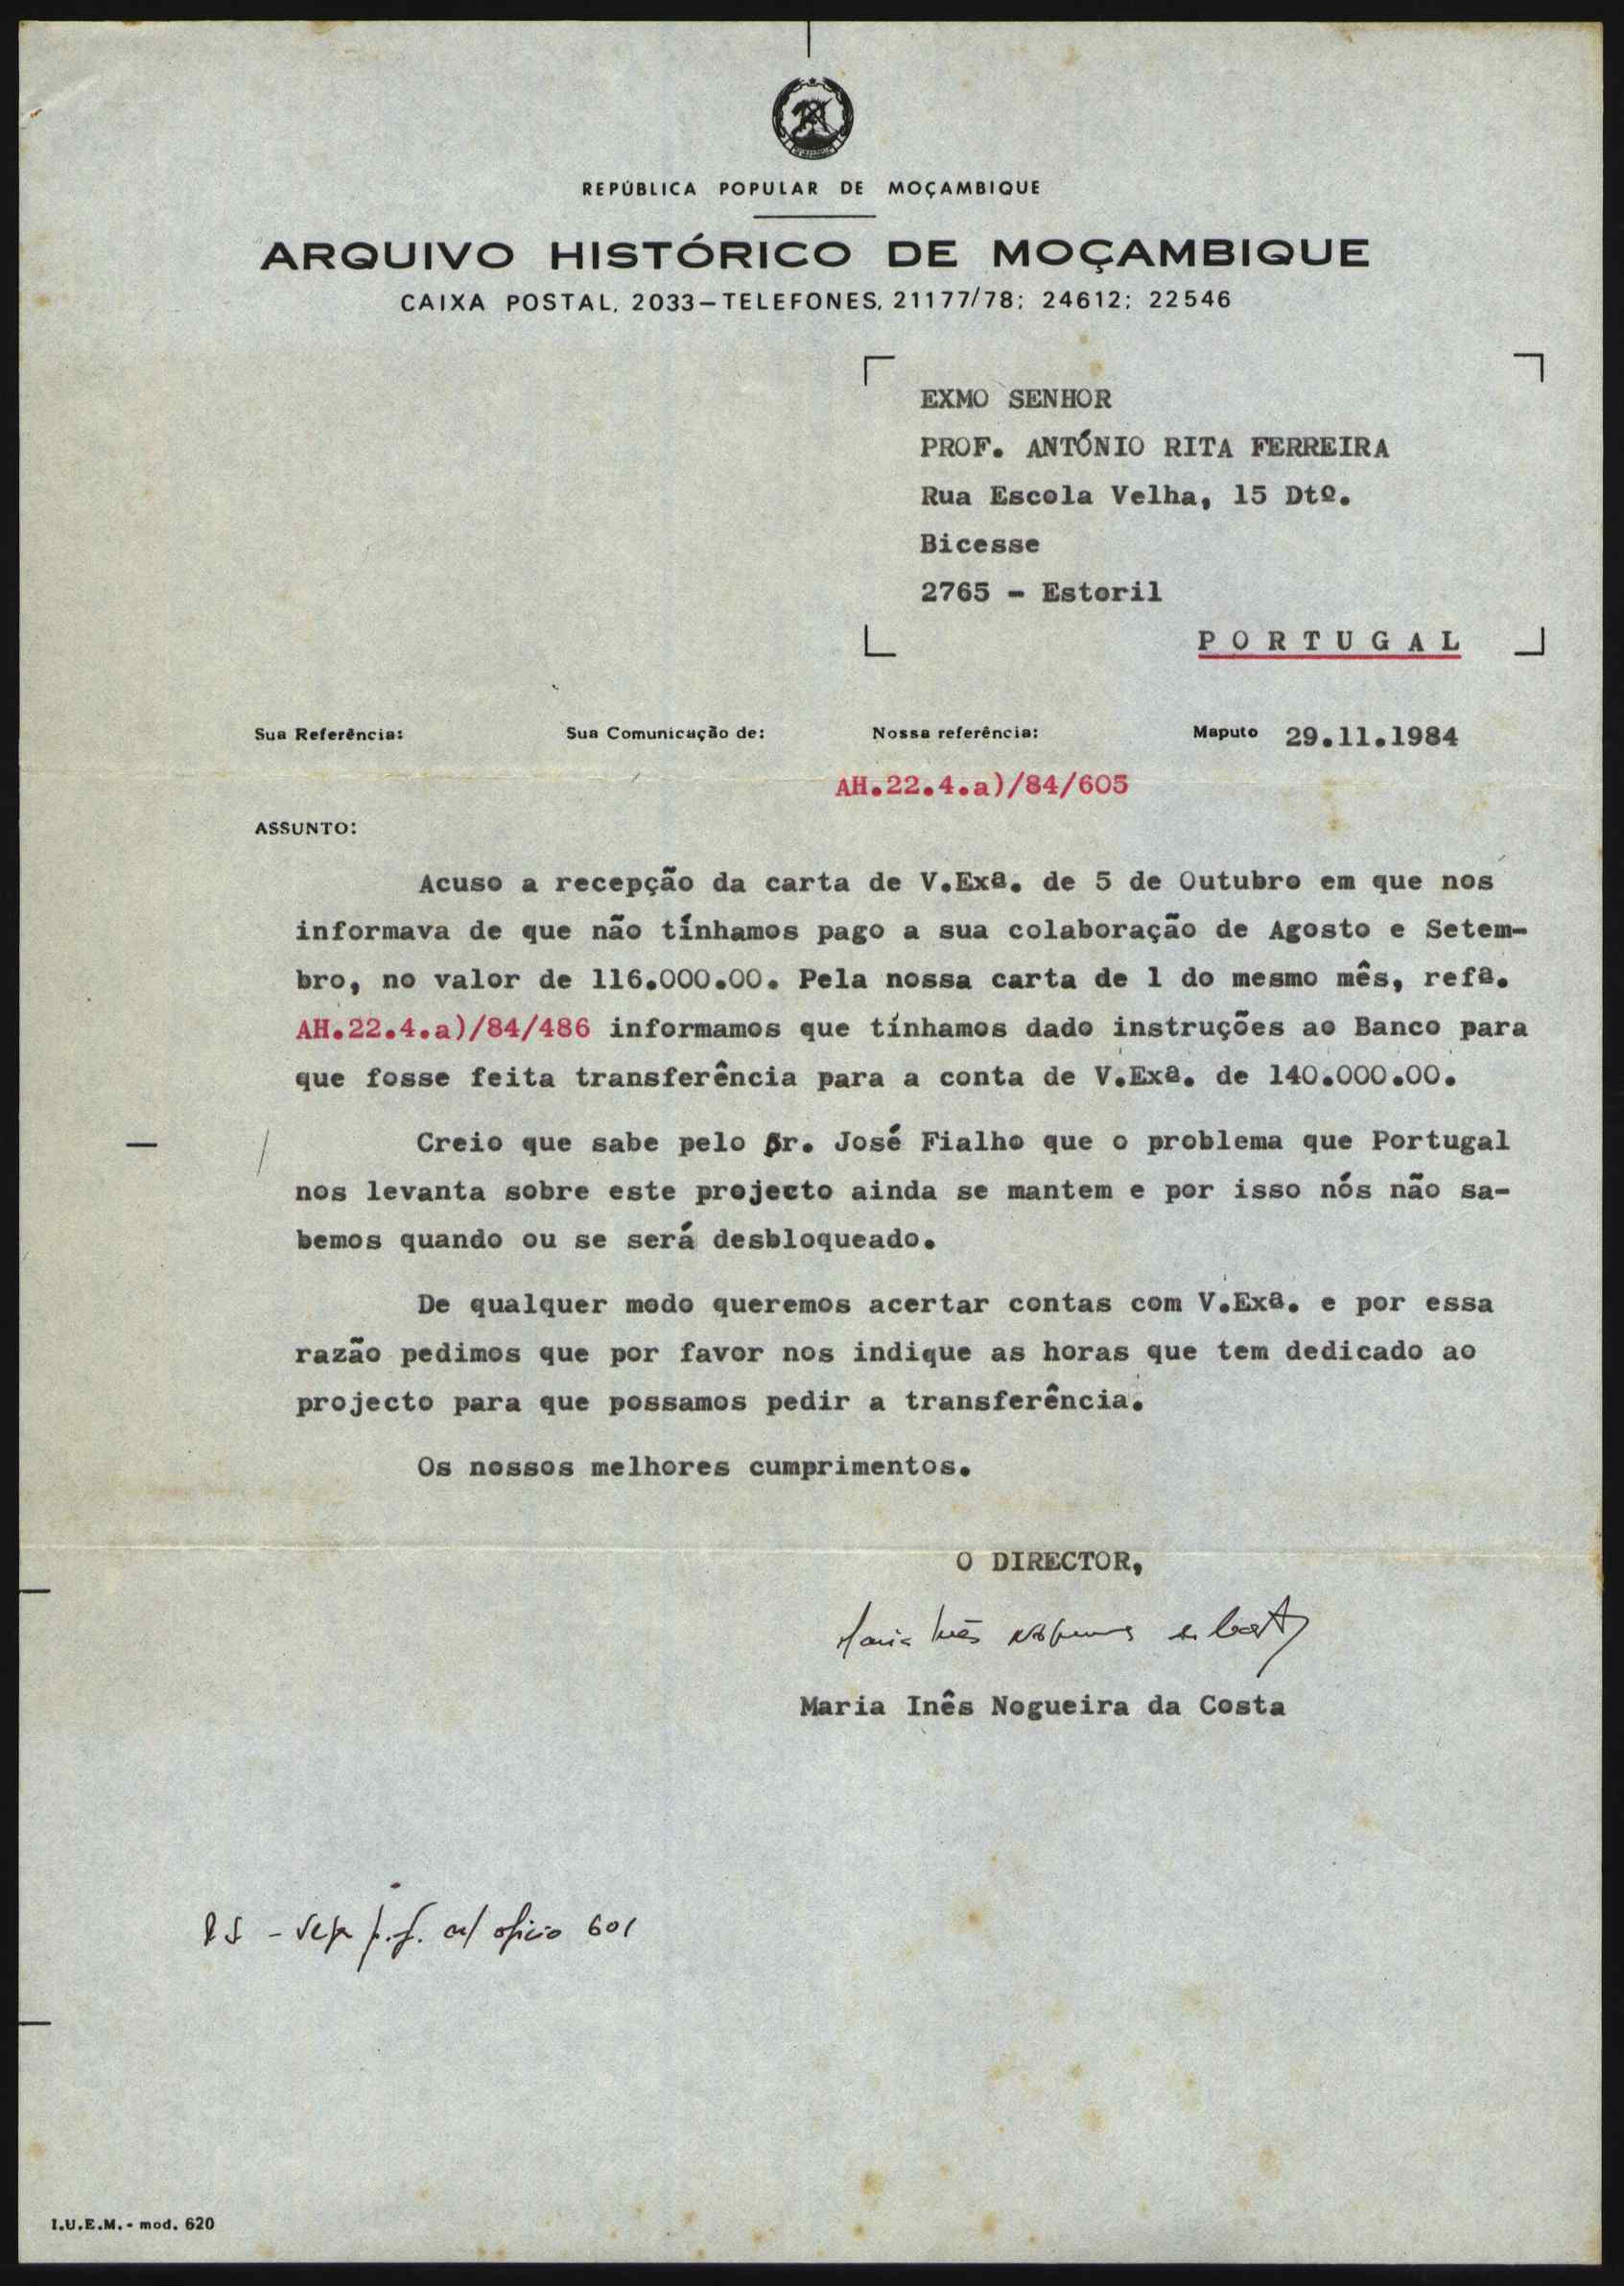 REPÚBLICA POPULAR DE MOÇAMBIQUE
ARQUIVO HISTÓRICO DE MOÇAMBIQUE
CAIXA POSTAL, 2033–TELEFONES, 21177/78; 24612; 22546
EXMO SENHOR
PROF. ANTÓNIO RITA FERREIRA
Rua Escola Velha, 15 Dtº.
Bicesse
2765 - Estoril
PORTUGAL
Sua Referência: Sua Comunicação de: Nossa referência: Maputo 29.11.1984
AH.22.4.a)/84/605
ASSUNTO:
Acuso a recepção da carta de V.Exª. de 5 de Outubro em que nos
informava de que não tínhamos pago a sua colaboração de Agosto e Setem-
bro, no valor de 116.000.00. Pela nossa carta de 1 do mesmo mês, refª.
AH.22.4.a)/84/486 informamos que tínhamos dado instruções ao Banco para
que fosse feita transferência para a conta de V.Exª. de 140.000.00.
Creio que sabe pelo Dr. José Fialho que o problema que Portugal
nos levanta sobre este projecto ainda se mantem e por isso nós não sa-
bemos quando ou se será desbloqueado.
De qualquer modo queremos acertar contas com V.Exª. e por essa
razão pedimos que por favor nos indique as horas que tem dedicado ao
projecto para que possamos pedir a transferência.
Os nossos melhores cumprimentos.
O DIRECTOR,
Maria Inês Nogueira da Costa
Maria Inês Nogueira da Costa
PS - Veja p.f. n/ ofício 601
I.U.E.M. - mod. 620